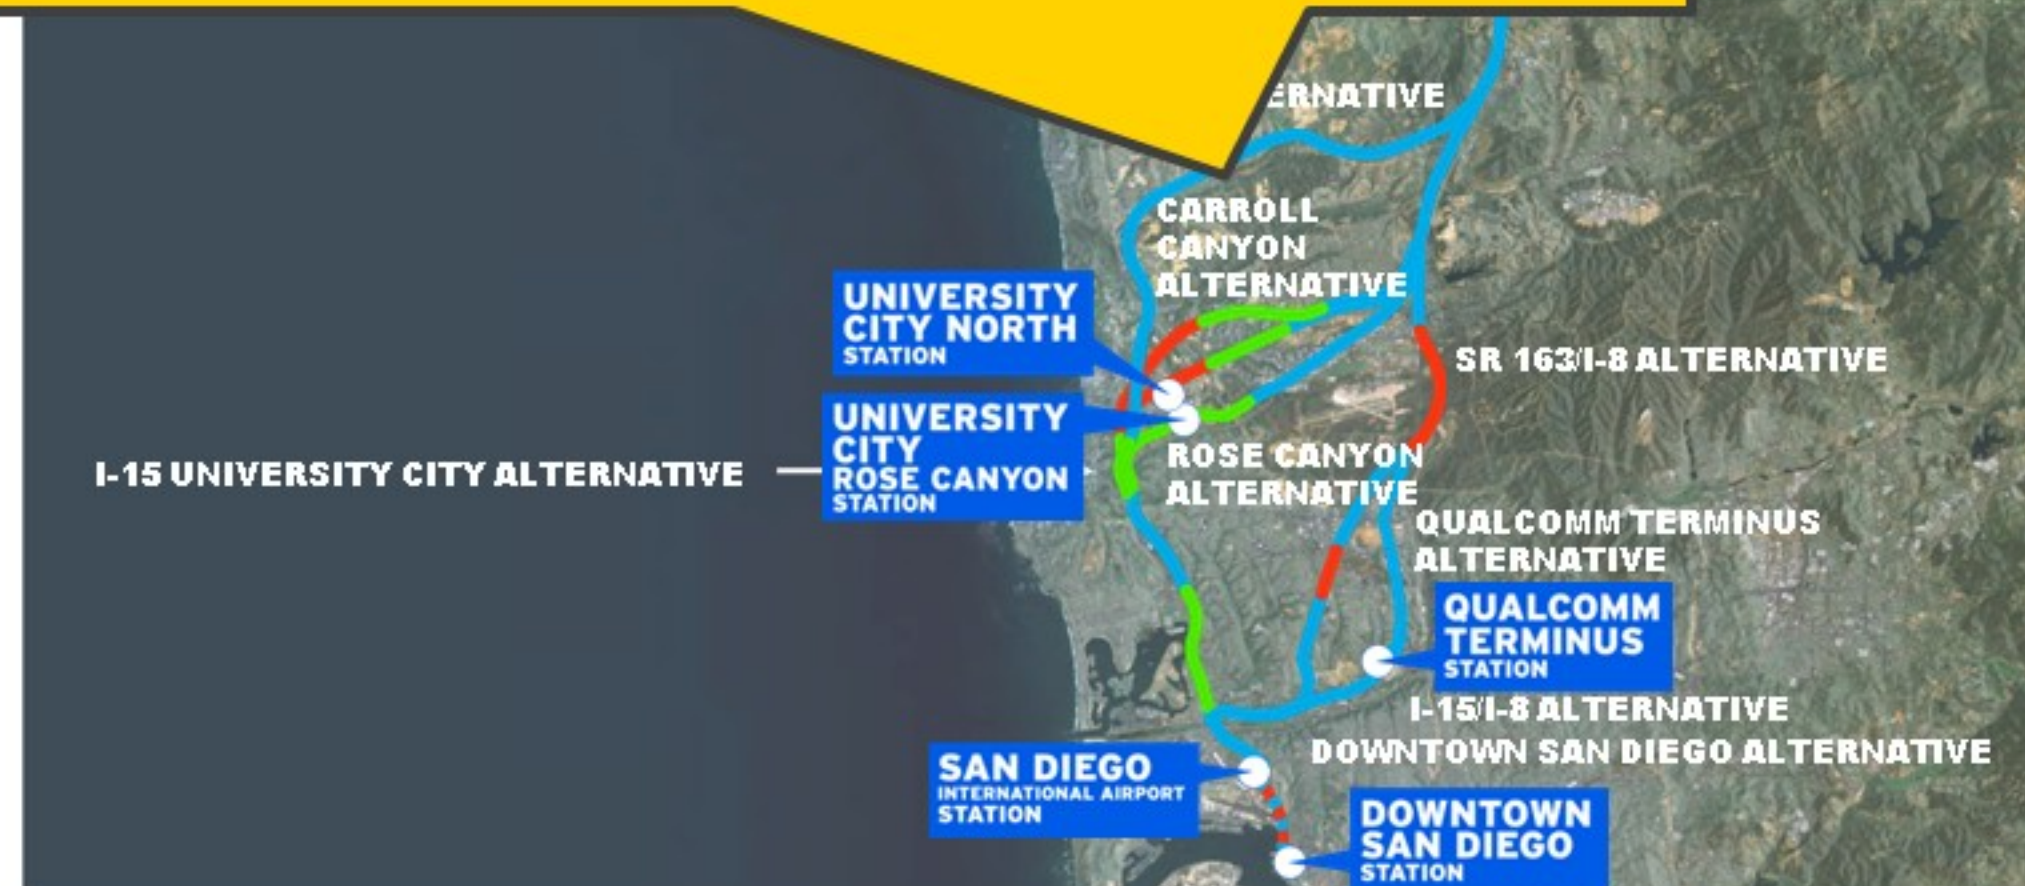 ERNATIVE
CARROLL
CANYON
ALTERNATIVE
UNIVERSITY
CITY NORTH
STATION
SR 163/I-8 ALTERNATIVE
UNIVERSITY
CITY
ROSE CANYON
STATION
I-15 UNIVERSITY CITY ALTERNATIVE
ROSE CANYON
ALTERNATIVE
QUALCOMM TERMINUS
ALTERNATIVE
QUALCOMM
TERMINUS
STATION
I-15/I-8 ALTERNATIVE
DOWNTOWN SAN DIEGO ALTERNATIVE
SAN DIEGO
INTERNATIONAL AIRPORT
STATION
DOWNTOWN
SAN DIEGO
STATION